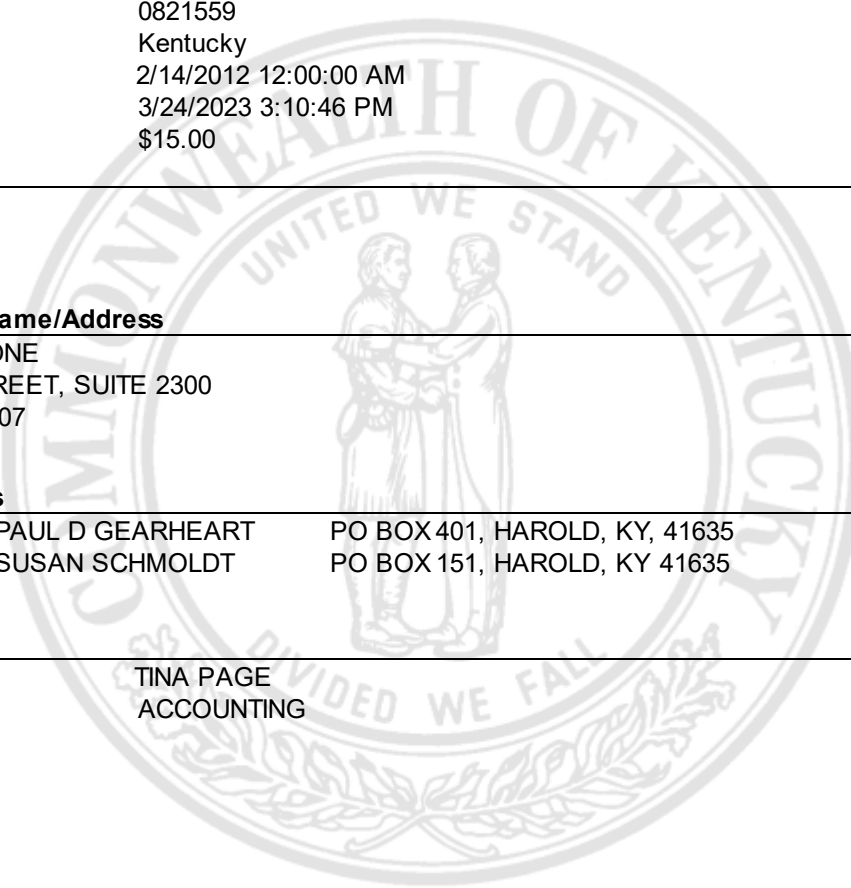 0821559
Kentucky
2/14/2012 12:00:00 AM
3/24/2023 3:10:46 PM
$15.00
COMMONWEALTH OF KENTUCKY
UNITED WE STAND
ame/Address
ONE
REET, SUITE 2300
07
s
PAUL D GEARHEART PO BOX 401, HAROLD, KY, 41635
SUSAN SCHMOLDT PO BOX 151, HAROLD, KY 41635
TINA PAGE
ACCOUNTING
DIVIDED WE FALL